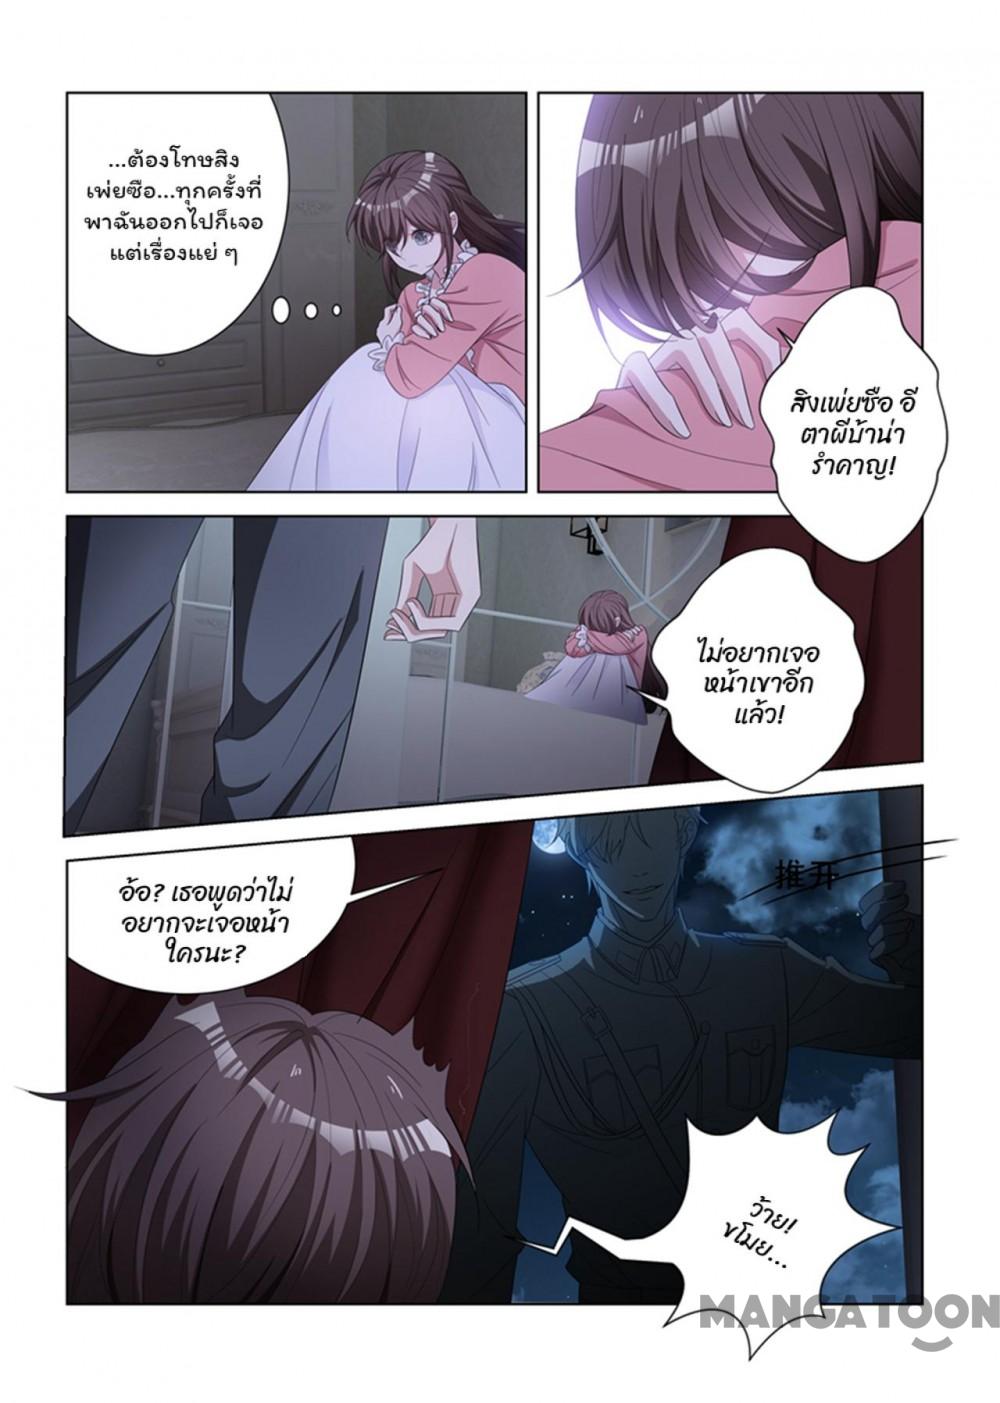 ...ต้องโทษสิง
เพ่ยซือ...ทุกครั้งที่
พาฉันออกไปก็เจอ
แต่เรื่องแย่ ๆ
สิงเพ่ยซือ อี
ตาผีบ้าน่า
รำคาญ!
ไม่อยากเจอ
หน้าเขาอีก
แล้ว!
推开
อ้อ? เธอพูดว่าไม่
อยากจะเจอหน้า
ใครนะ?
ว้าย!
ขโมย...
MANGATOON